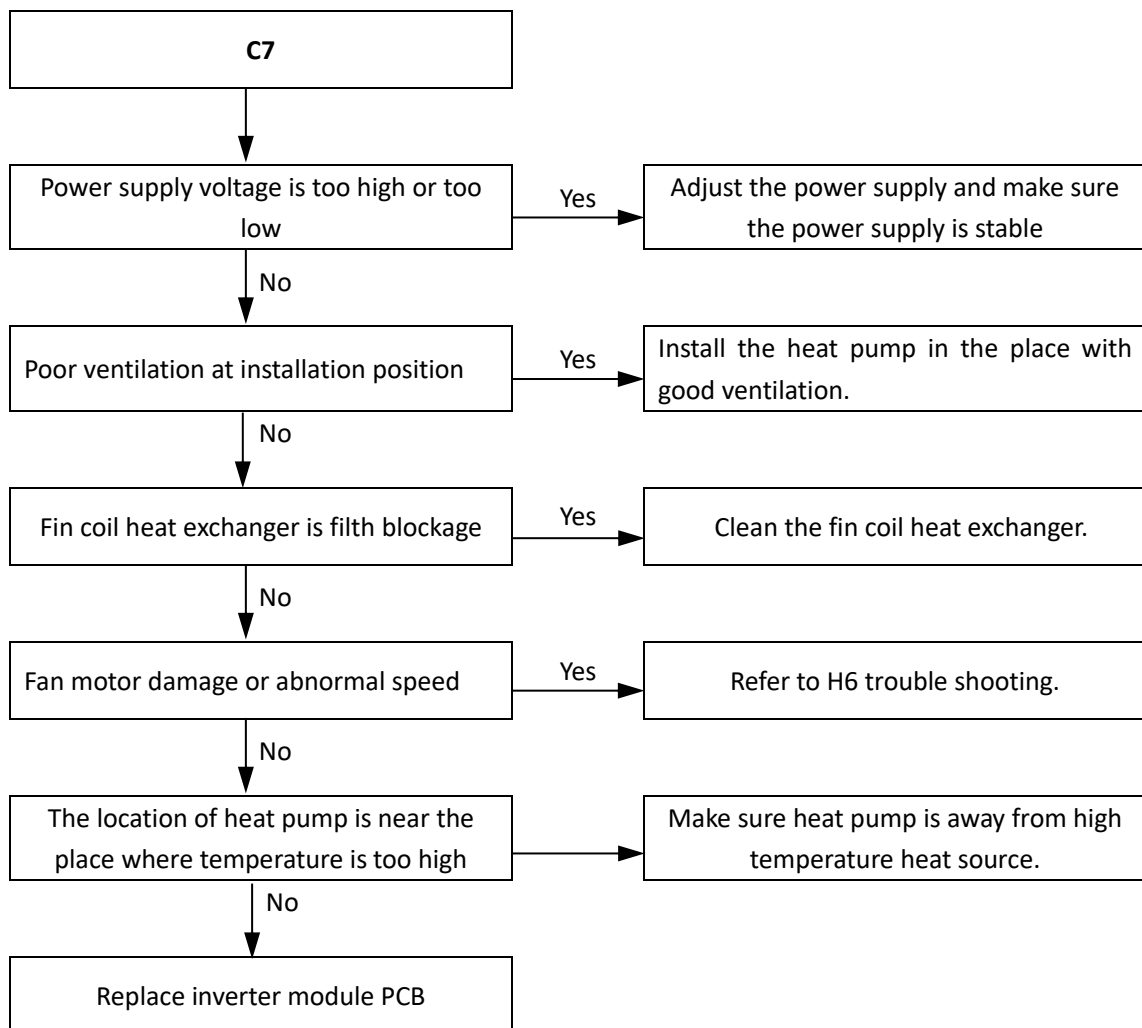 C7
Power supply voltage is too high or too
low
Yes
Adjust the power supply and make sure
the power supply is stable
No
Poor ventilation at installation position
Yes
Install the heat pump in the place with
good ventilation.
No
Fin coil heat exchanger is filth blockage
Yes
Clean the fin coil heat exchanger.
No
Fan motor damage or abnormal speed
Yes
Refer to H6 trouble shooting.
No
The location of heat pump is near the
place where temperature is too high
Make sure heat pump is away from high
temperature heat source.
No
Replace inverter module PCB